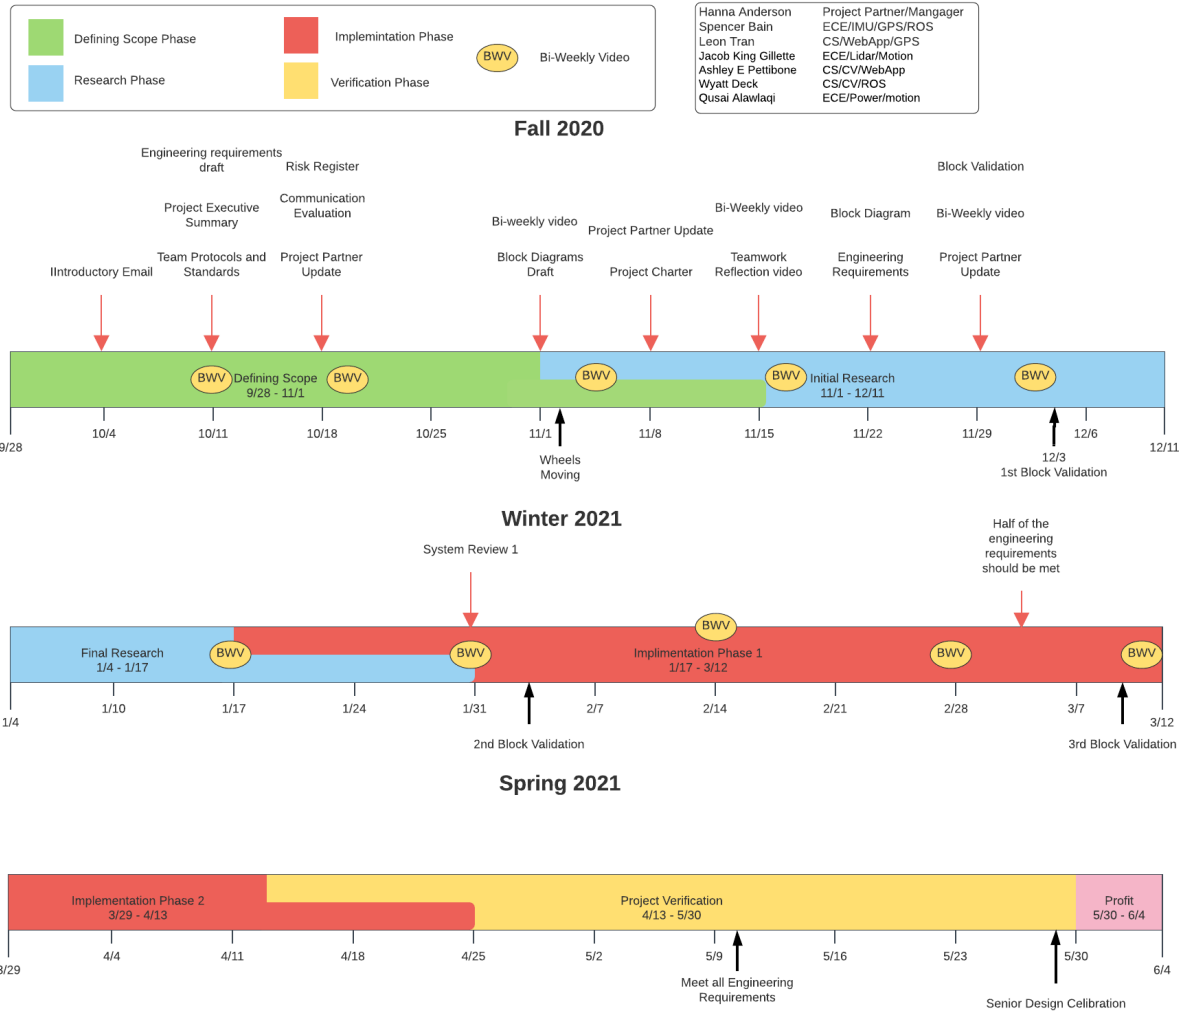 Defining Scope Phase
Research Phase
Implemintation Phase
Verification Phase
BWV
Bi-Weekly Video
Hanna Anderson Project Partner/Mangager
Spencer Bain ECE/IMU/GPS/ROS
Leon Tran CS/WebApp/GPS
Jacob King Gillette ECE/Lidar/Motion
Ashley E Pettibone CS/CV/WebApp
Wyatt Deck CS/CV/ROS
Qusai Alawlaqi ECE/Power/motion
Fall 2020
Engineering requirements
draft
Project Executive
Summary
Team Protocols and
Standards
IIntroductory Email
Risk Register
Communication
Evaluation
Project Partner
Update
Bi-weekly video
Block Diagrams
Draft
Project Partner Update
Project Charter
Bi-Weekly video
Teamwork
Reflection video
Block Diagram
Engineering
Requirements
Block Validation
Bi-Weekly video
Project Partner
Update
BWV
Defining Scope
9/28 - 11/1
BWV
BWV
BWV
Initial Research
11/1 - 12/11
BWV
9/28
10/4
10/11
10/18
10/25
11/1
11/8
11/15
11/22
11/29
12/6
12/11
Wheels
Moving
12/3
1st Block Validation
Winter 2021
System Review 1
Half of the
engineering
requirements
should be met
Final Research
1/4 - 1/17
BWV
BWV
Implimentation Phase 1
1/17 - 3/12
BWV
BWV
BWV
1/4
1/10
1/17
1/24
1/31
2/7
2/14
2/21
2/28
3/7
3/12
2nd Block Validation
3rd Block Validation
Spring 2021
Implementation Phase 2
3/29 - 4/13
Project Verification
4/13 - 5/30
Profit
5/30 - 6/4
3/29
4/4
4/11
4/18
4/25
5/2
5/9
5/16
5/23
5/30
6/4
Meet all Engineering
Requirements
Senior Design Celibration